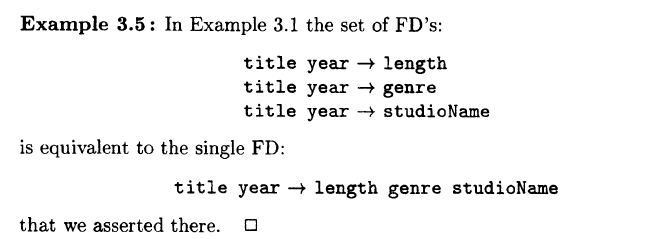 Example 3.5: In Example 3.1 the set of FD's:
title year → length
title year → genre
title year → studioName
is equivalent to the single FD:
title year → length genre studioName
that we asserted there. □